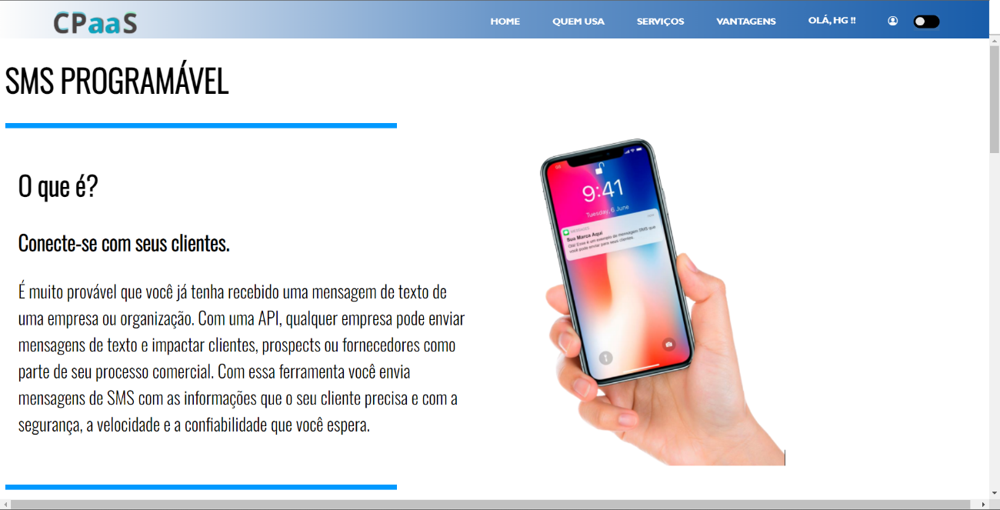 CPaaS
HOME QUEM USA SERVIÇOS VANTAGENS OLÁ, HG !!
SMS PROGRAMÁVEL
O que é?
Conecte-se com seus clientes.
É muito provável que você já tenha recebido uma mensagem de texto de
uma empresa ou organização. Com uma API, qualquer empresa pode enviar
mensagens de texto e impactar clientes, prospects ou fornecedores como
parte de seu processo comercial. Com essa ferramenta você envia
mensagens de SMS com as informações que o seu cliente precisa e com a
segurança, a velocidade e a confiabilidade que você espera.
9:41
Tuesday, 6 June
Sua Marca Aqui
Olá! Esse é um exemplo de mensagem SMS que
você pode enviar para seus clientes.